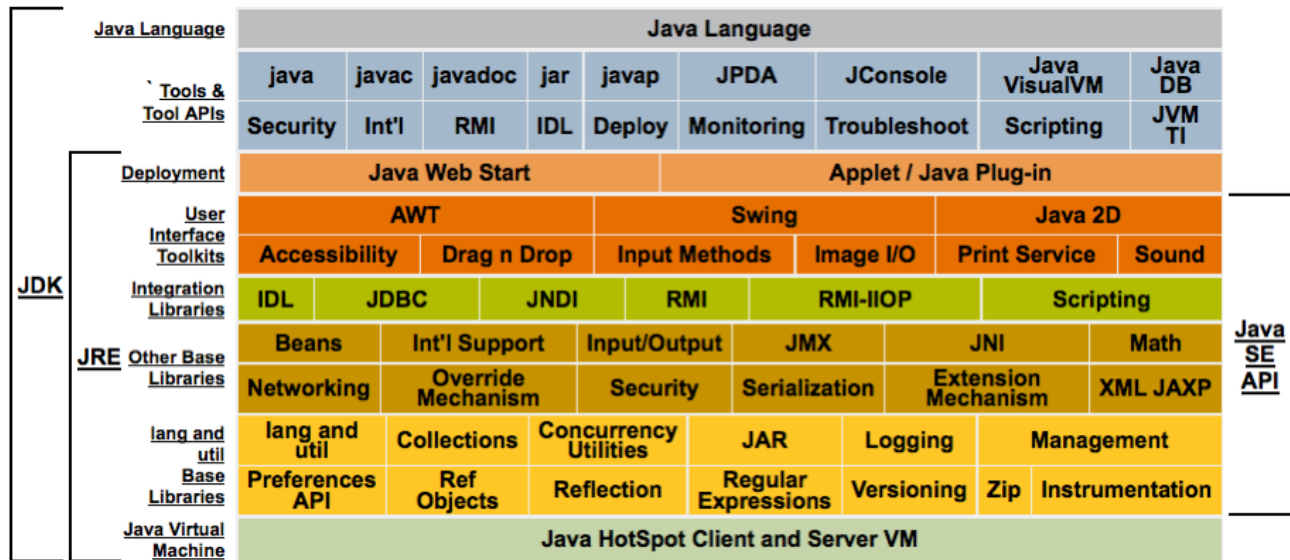 Java Language Java Language
` Tools &
Tool APIs
java javac javadoc jar javap JPDA JConsole Java
VisualVM Java
DB
Security Int'l RMI IDL Deploy Monitoring Troubleshoot Scripting JVM
TI
Deployment Java Web Start Applet / Java Plug-in
User
Interface
Toolkits
AWT Swing Java 2D
Accessibility Drag n Drop Input Methods Image I/O Print Service Sound
JDK
Integration
Libraries
IDL JDBC JNDI RMI RMI-IIOP Scripting
JRE
Other Base
Libraries
Beans Int'l Support Input/Output JMX JNI Math
Networking Override
Mechanism Security Serialization Extension
Mechanism XML JAXP
Java
SE
API
lang and
util
Base
Libraries
lang and
util Collections Concurrency
Utilities JAR Logging Management
Preferences
API Ref
Objects Reflection Regular
Expressions Versioning Zip Instrumentation
Java Virtual
Machine
Java HotSpot Client and Server VM